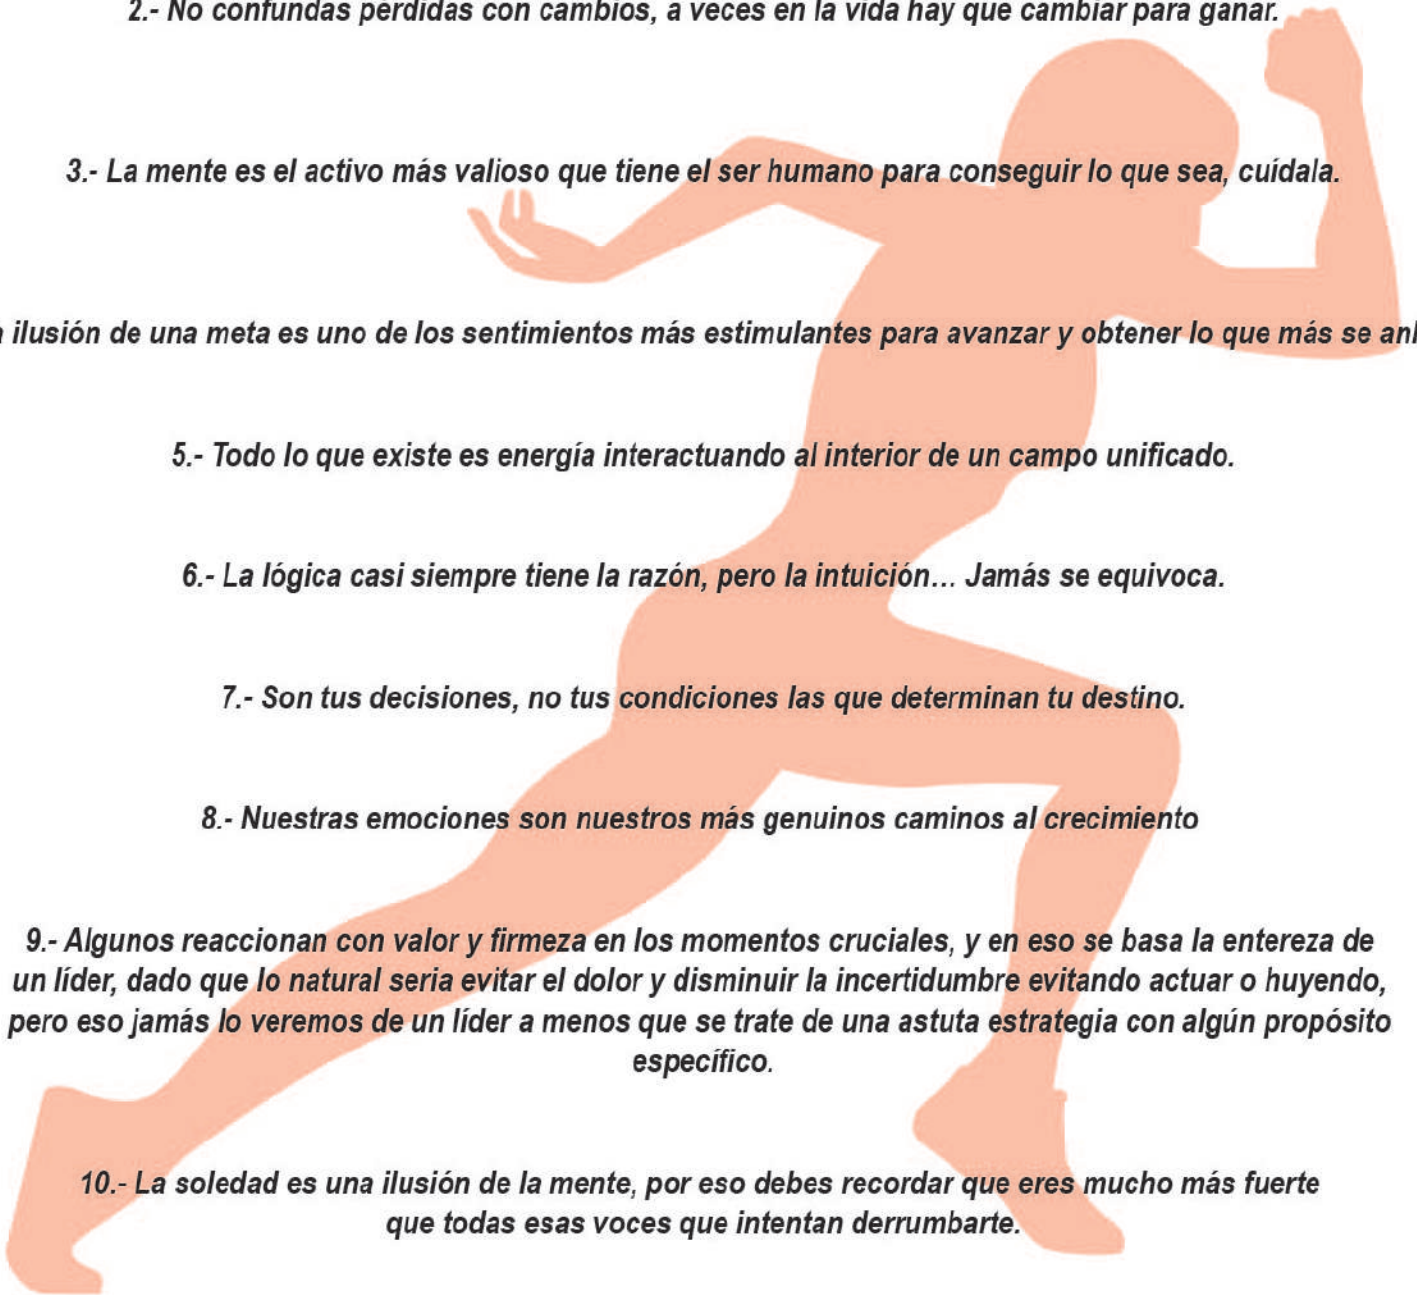 2.- No confundas pérdidas con cambios, a veces en la vida hay que cambiar para ganar.
3.- La mente es el activo más valioso que tiene el ser humano para conseguir lo que sea, cuídala.
ilusión de una meta es uno de los sentimientos más estimulantes para avanzar y obtener lo que más se
5.- Todo lo que existe es energía interactuando al interior de un campo unificado.
6.- La lógica casi siempre tiene la razón, pero la intuición... Jamás se equivoca.
7.- Son tus decisiones, no tus condiciones las que determinan tu destino.
8.- Nuestras emociones son nuestros más genuinos caminos al crecimiento
9.- Algunos reaccionan con valor y firmeza en los momentos cruciales, y en eso se basa la entereza de
un líder, dado que lo natural seria evitar el dolor y disminuir la incertidumbre evitando actuar o huyendo,
pero eso jamás lo veremos de un líder a menos que se trate de una astuta estrategia con algún propósito
específico.
10.- La soledad es una ilusión de la mente, por eso debes recordar que eres mucho más fuerte
que todas esas voces que intentan derrumbarte.